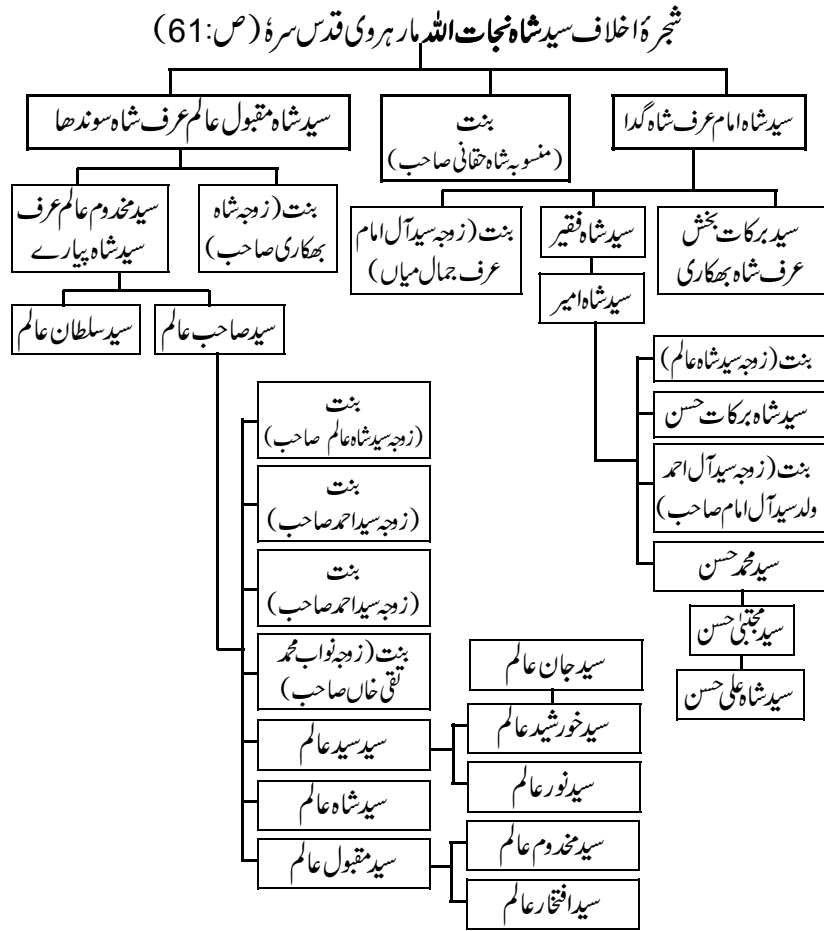 شجرۂ اخلاف سید شاہ نجات اللہ مارہروی قدس سرہٗ (ص:61)
سید شاہ امام عرف شاہ گدا
بنت
(منسوبہ شاہ حقانی صاحب)
سید شاہ مقبول عالم عرف شاہ سوندھا
سید برکات بخش
عرف شاہ بھکاری
سید شاہ فقیر
بنت (زوجہ سید آل امام
عرف جمال میاں)
بنت (زوجہ شاہ
بھکاری صاحب)
سید مخدوم عالم عرف
سید شاہ پیارے
سید شاہ امیر
سید صاحب عالم
سید سلطان عالم
بنت (زوجہ سید شاہ عالم)
سید شاہ برکات حسن
بنت (زوجہ سید آل احمد
ولد سید آل امام صاحب)
سید محمد حسن
سید مجتبیٰ حسن
سید شاہ علی حسن
بنت
(زوجہ سید شاہ عالم صاحب)
بنت
(زوجہ سید احمد صاحب)
بنت
(زوجہ سید احمد صاحب)
بنت (زوجہ نواب محمد
تقی خاں صاحب)
سید سید عالم
سید شاہ عالم
سید مقبول عالم
سید جان عالم
سید خورشید عالم
سید نور عالم
سید مخدوم عالم
سید افتخار عالم